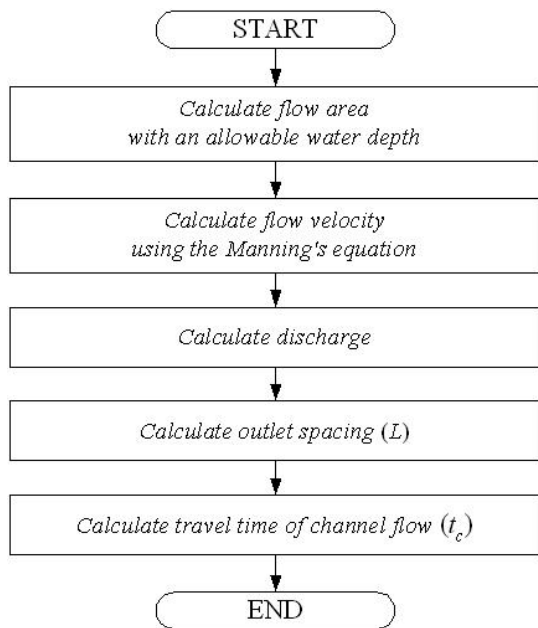 START
Calculate flow area
with an allowable water depth
Calculate flow velocity
using the Manning's equation
Calculate discharge
Calculate outlet spacing (L)
Calculate travel time of channel flow (t_c)
END